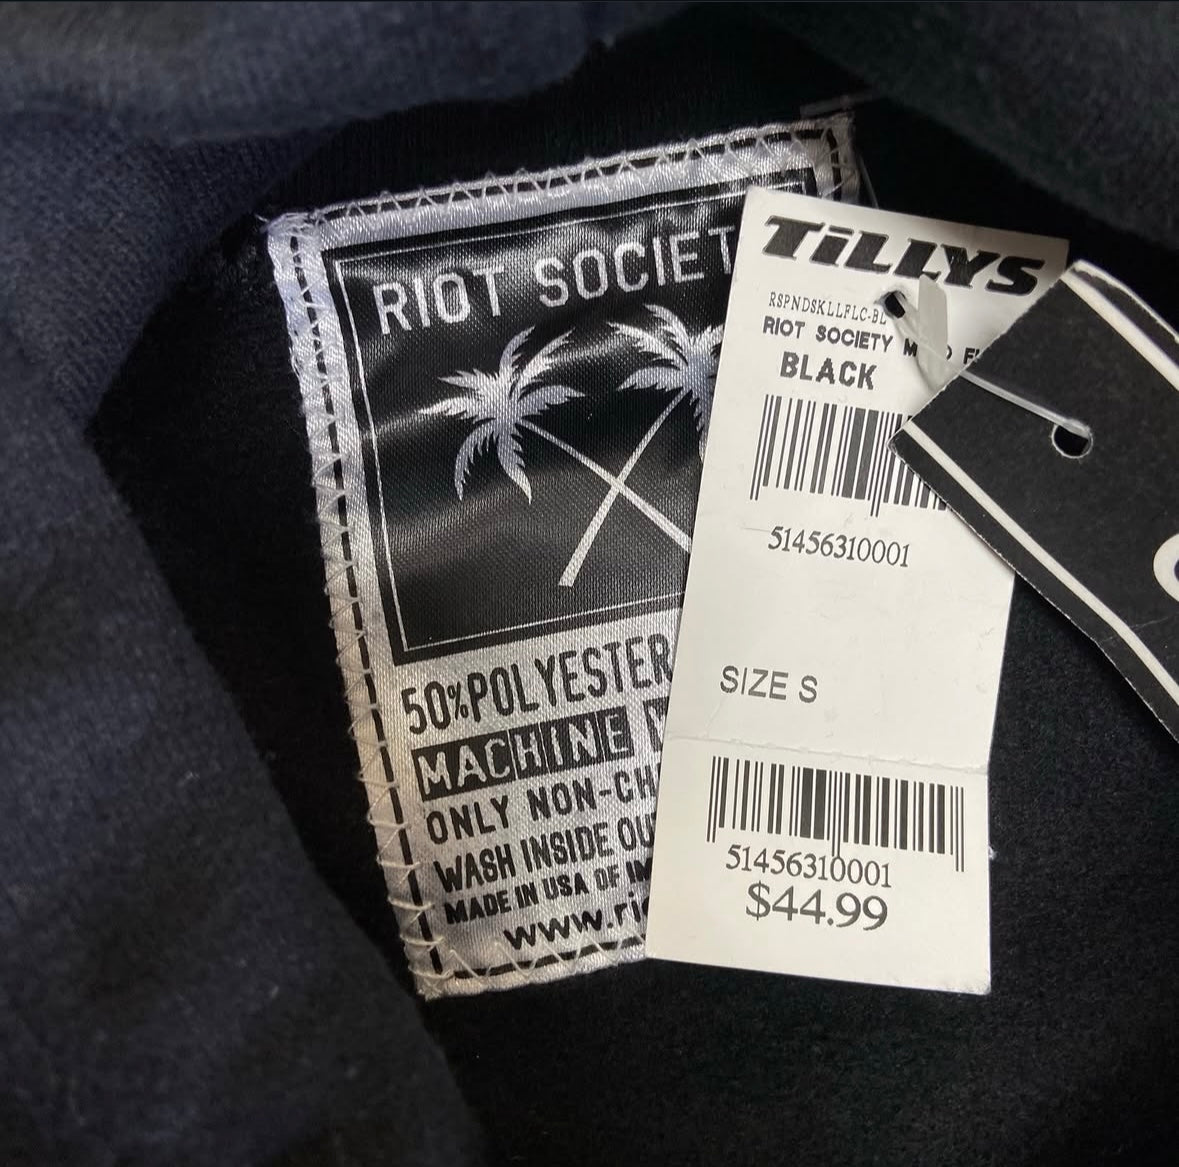 RIOT SOCIET
50%POLYESTER
MACHINE
ONLY NON-CH
WASH INSIDE OU
MADE IN USA OF IM
www.ri
TiLLYS
RSPNDSKLLFLC-BL
RIOT SOCIETY M
BLACK
51456310001
SIZE S
51456310001
$44.99